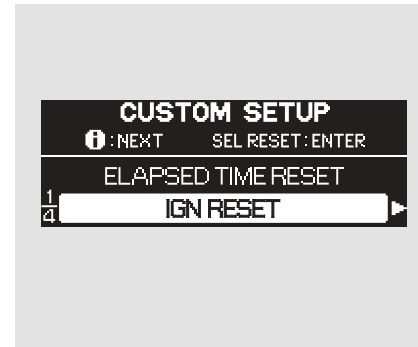 CUSTOM SETUP
i : NEXT SEL RESET : ENTER
ELAPSED TIME RESET
1/4 IGN RESET